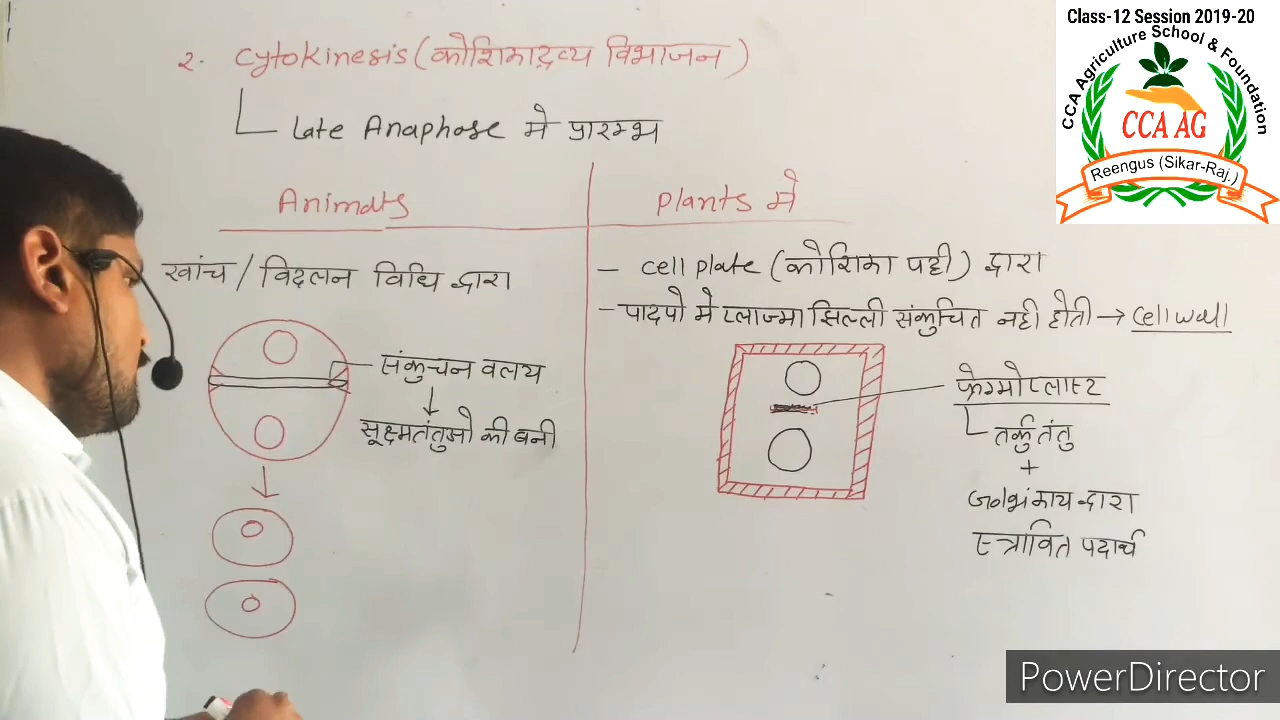 Class-12 Session 2019-20
CCA Agriculture School & Foundation
CCA AG
Reengus (Sikar-Raj.)
2. Cytokinesis (कोशिकाद्रव्य विभाजन)
Late Anaphase मे प्रारम्भ
Animals
खांच / विदलन विधि द्वारा
संकुचन वलय
↓
सूक्ष्मतंतुओ की बनी
Plants मे
- cell plate (कोशिका पट्टी) द्वारा
- पादपो मे प्लाज्मा झिल्ली संकुचित नही होती → cell wall
फ्रेग्मोप्लास्ट
तर्कु तंतु
+
द्वारा
स्त्रावित पदार्थ
PowerDirector